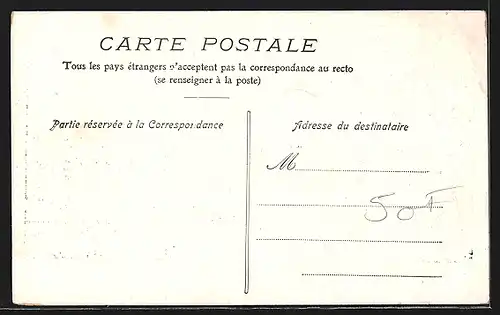 CARTE POSTALE
Tous les pays étrangers n'acceptent pas la correspondance au recto
(se renseigner à la poste)
Partie réservée à la Correspondance
Adresse du destinataire
M
50F